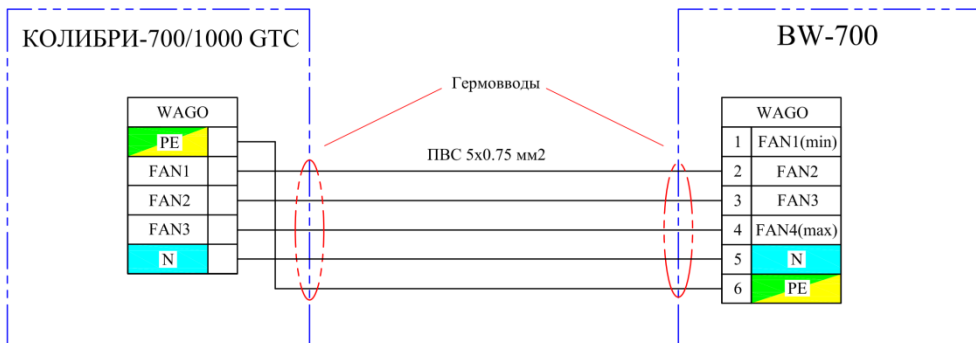 КОЛИБРИ-700/1000 GTC
BW-700
Гермовводы
WAGO
PE
FAN1
FAN2
FAN3
N
ПВС 5х0.75 мм2
WAGO
1 FAN1(min)
2 FAN2
3 FAN3
4 FAN4(max)
5 N
6 PE